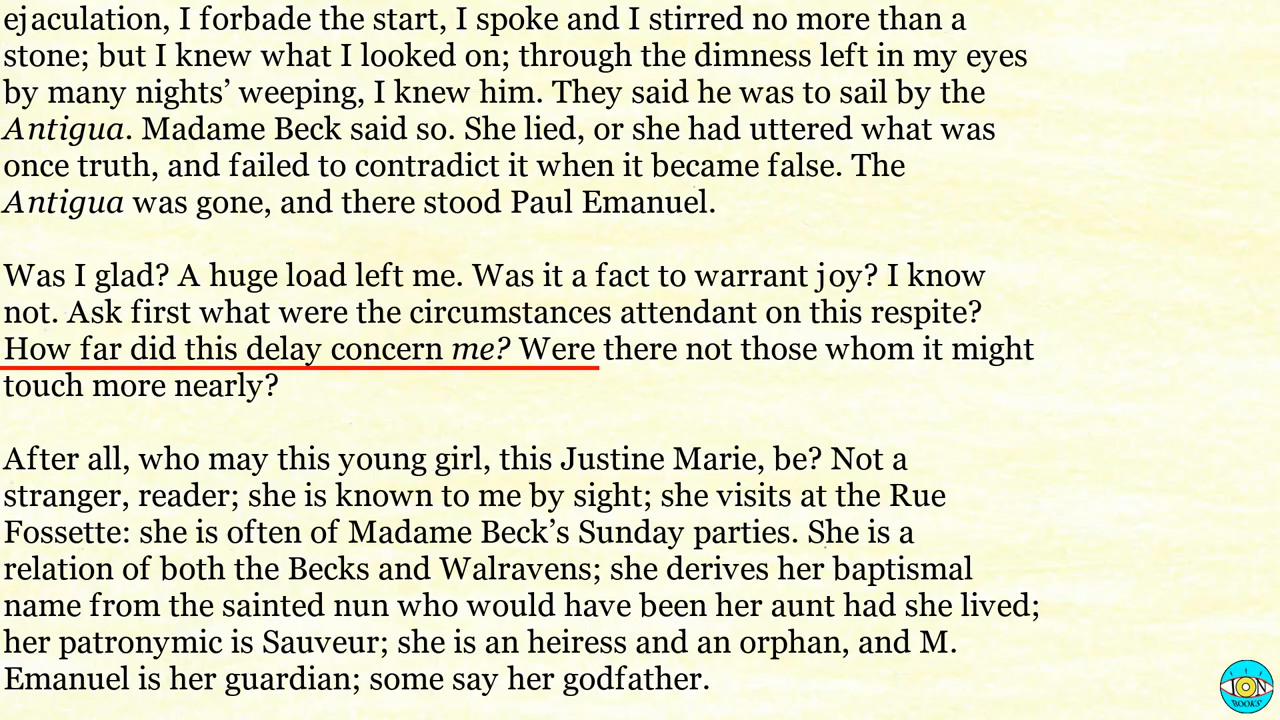 ejaculation, I forbade the start, I spoke and I stirred no more than a
stone; but I knew what I looked on; through the dimness left in my eyes
by many nights’ weeping, I knew him. They said he was to sail by the
Antigua. Madame Beck said so. She lied, or she had uttered what was
once truth, and failed to contradict it when it became false. The
Antigua was gone, and there stood Paul Emanuel.
Was I glad? A huge load left me. Was it a fact to warrant joy? I know
not. Ask first what were the circumstances attendant on this respite?
How far did this delay concern me? Were there not those whom it might
touch more nearly?
After all, who may this young girl, this Justine Marie, be? Not a
stranger, reader; she is known to me by sight; she visits at the Rue
Fossette: she is often of Madame Beck’s Sunday parties. She is a
relation of both the Becks and Walravens; she derives her baptismal
name from the sainted nun who would have been her aunt had she lived;
her patronymic is Sauveur; she is an heiress and an orphan, and M.
Emanuel is her guardian; some say her godfather.
ION
BOOKS